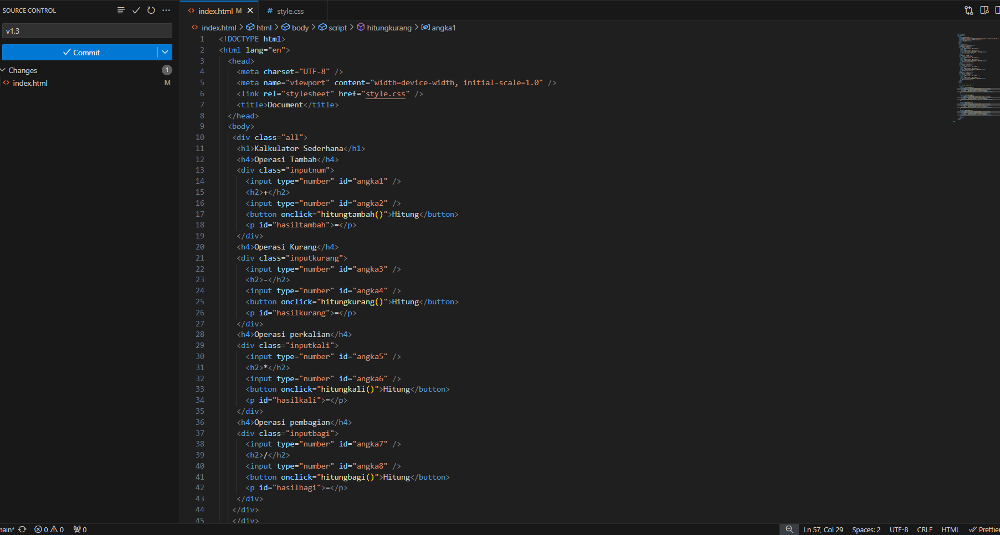 SOURCE CONTROL
v1.3
Commit
Changes 1
index.html M
index.html M
# style.css
index.html > html > body > script > hitungkurang > angka1
1 <!DOCTYPE html>
2 <html lang="en">
3 <head>
4 <meta charset="UTF-8" />
5 <meta name="viewport" content="width=device-width, initial-scale=1.0" />
6 <link rel="stylesheet" href="style.css" />
7 <title>Document</title>
8 </head>
9 <body>
10 <div class="all">
11 <h1>Kalkulator Sederhana</h1>
12 <h4>Operasi Tambah</h4>
13 <div class="inputnum">
14 <input type="number" id="angka1" />
15 <h2>+</h2>
16 <input type="number" id="angka2" />
17 <button onclick="hitungtambah()">Hitung</button>
18 <p id="hasiltambah">=</p>
19 </div>
20 <h4>Operasi Kurang</h4>
21 <div class="inputkurang">
22 <input type="number" id="angka3" />
23 <h2>-</h2>
24 <input type="number" id="angka4" />
25 <button onclick="hitungkurang()">Hitung</button>
26 <p id="hasilkurang">=</p>
27 </div>
28 <h4>Operasi perkalian</h4>
29 <div class="inputkali">
30 <input type="number" id="angka5" />
31 <h2>*</h2>
32 <input type="number" id="angka6" />
33 <button onclick="hitungkali()">Hitung</button>
34 <p id="hasilkali">=</p>
35 </div>
36 <h4>Operasi pembagian</h4>
37 <div class="inputbagi">
38 <input type="number" id="angka7" />
39 <h2>/</h2>
40 <input type="number" id="angka8" />
41 <button onclick="hitungbagi()">Hitung</button>
42 <p id="hasilbagi">=</p>
43 </div>
44 </div>
45 </div>
main* 0 0 0 Ln 57, Col 29 Spaces: 2 UTF-8 CRLF HTML Prettier